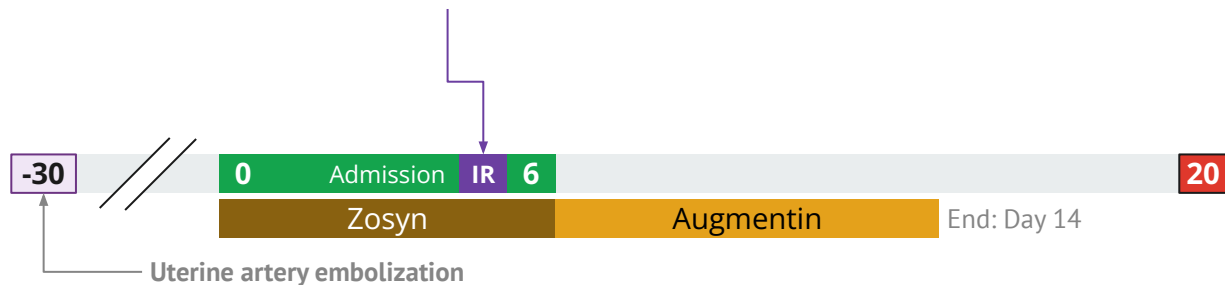 -30 0 Admission IR 6 20
Zosyn Augmentin End: Day 14
Uterine artery embolization